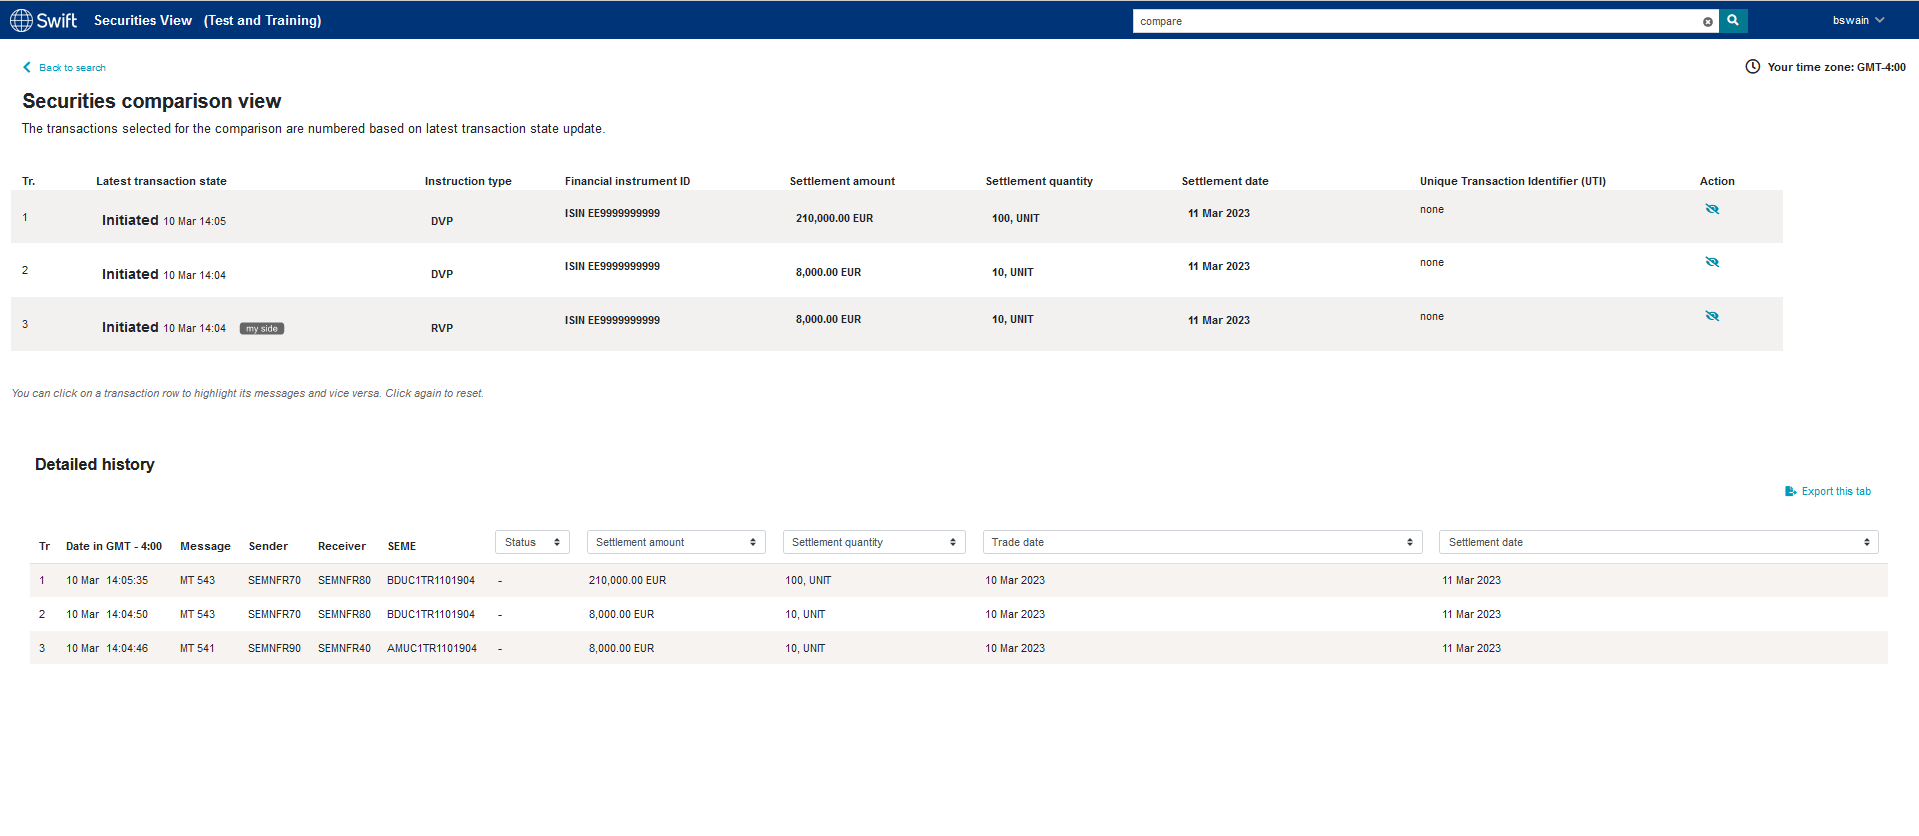 Swift Securities View (Test and Training) compare bswain
Back to search Your time zone: GMT-4:00
Securities comparison view
The transactions selected for the comparison are numbered based on latest transaction state update.
Tr. Latest transaction state Instruction type Financial instrument ID Settlement amount Settlement quantity Settlement date Unique Transaction Identifier (UTI) Action
1 Initiated 10 Mar 14:05 DVP ISIN EE9999999999 210,000.00 EUR 100, UNIT 11 Mar 2023 none
2 Initiated 10 Mar 14:04 DVP ISIN EE9999999999 8,000.00 EUR 10, UNIT 11 Mar 2023 none
3 Initiated 10 Mar 14:04 my side RVP ISIN EE9999999999 8,000.00 EUR 10, UNIT 11 Mar 2023 none
You can click on a transaction row to highlight its messages and vice versa. Click again to reset.
Detailed history
Export this tab
Tr Date in GMT - 4:00 Message Sender Receiver SEME Status Settlement amount Settlement quantity Trade date Settlement date
1 10 Mar 14:05:35 MT 543 SEMNFR70 SEMNFR80 BDUC1TR1101904 - 210,000.00 EUR 100, UNIT 10 Mar 2023 11 Mar 2023
2 10 Mar 14:04:50 MT 543 SEMNFR70 SEMNFR80 BDUC1TR1101904 - 8,000.00 EUR 10, UNIT 10 Mar 2023 11 Mar 2023
3 10 Mar 14:04:46 MT 541 SEMNFR90 SEMNFR40 AMUC1TR1101904 - 8,000.00 EUR 10, UNIT 10 Mar 2023 11 Mar 2023